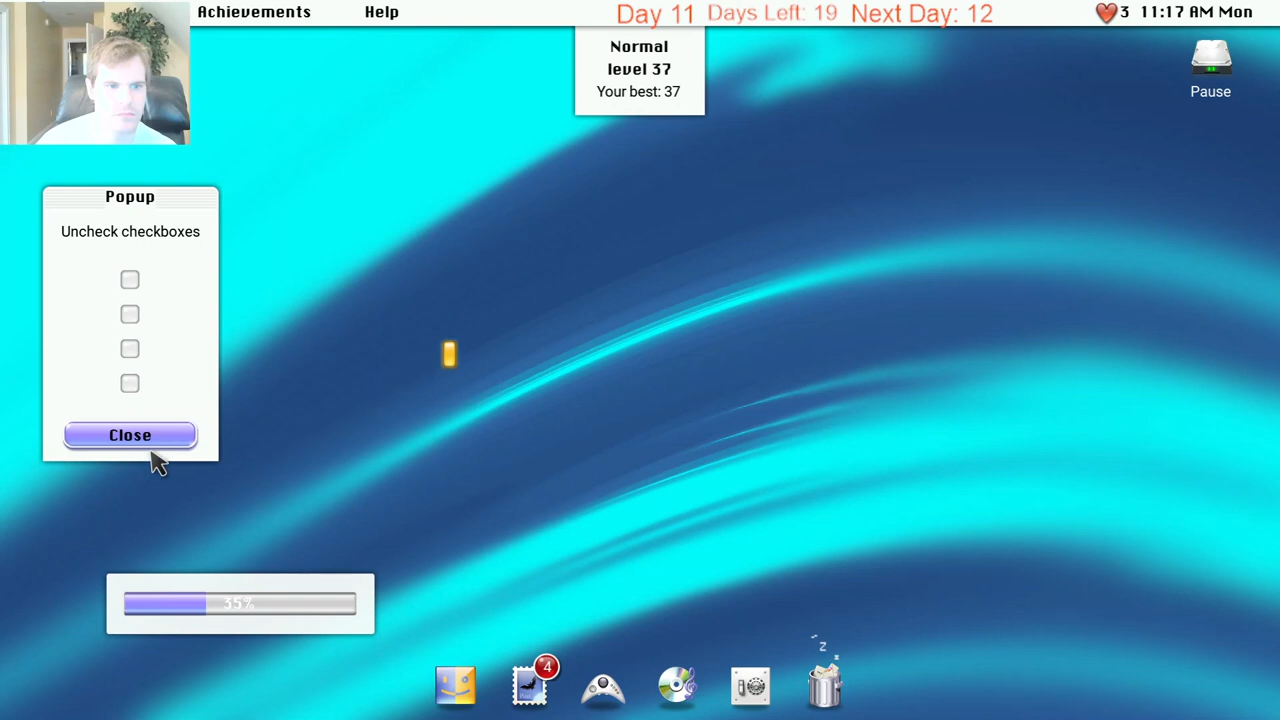 Achievements Help Day 11 Days Left: 19 Next Day: 12 3 11:17 AM Mon
Normal
level 37
Your best: 37
Pause
Popup
Uncheck checkboxes
Close
35%
z
4